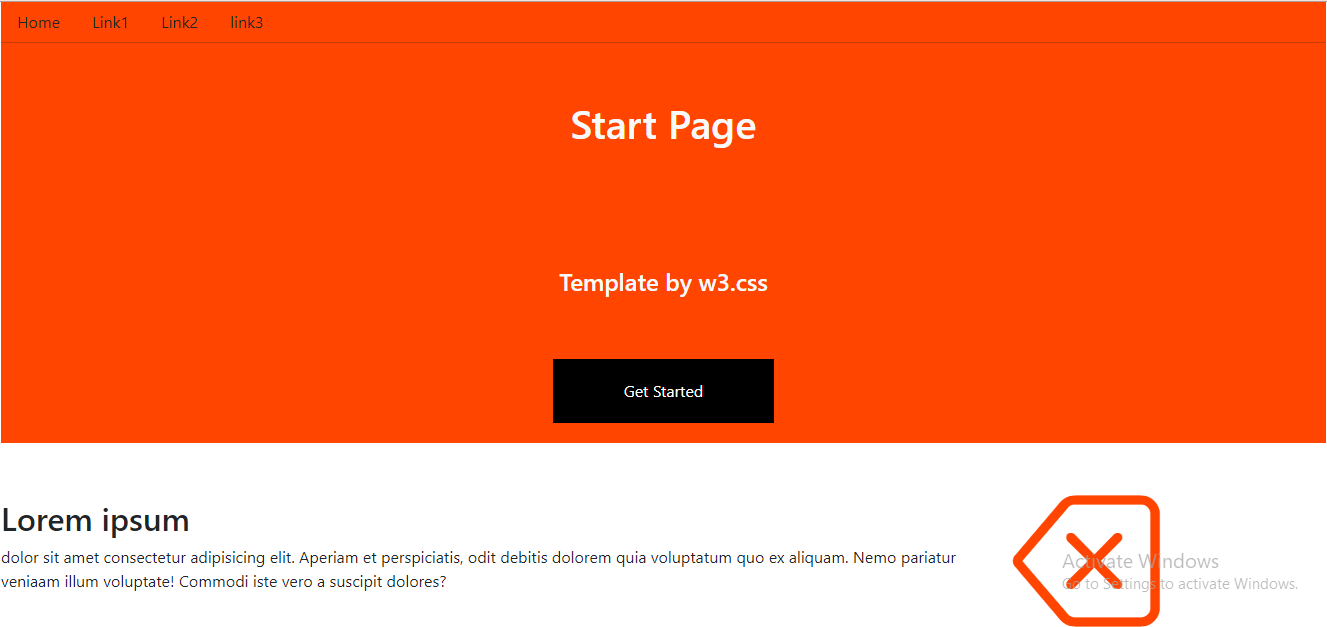 Home Link1 Link2 link3
Start Page
Template by w3.css
Get Started
Lorem ipsum
dolor sit amet consectetur adipisicing elit. Aperiam et perspiciatis, odit debitis dolorem quia voluptatum quo ex aliquam. Nemo pariatur
veniaam illum voluptate! Commodi iste vero a suscipit dolores?
Activate Windows
Go to Settings to activate Windows.